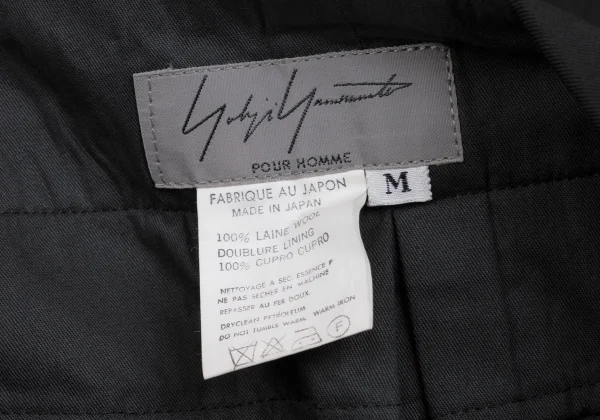 Yohji Yamamoto
POUR HOMME
M
FABRIQUE AU JAPON
MADE IN JAPAN
100% LAINE WOOL
DOUBLURE LINING
100% CUPRO CUPRO
NETTOYAGE A SEC ESSENCE F
NE PAS SECHER EN MACHINE
REPASSER AU FER DOUX.
DRYCLEAN PETROLEUM
DO NOT TUMBLE WARM WARM IRON
F